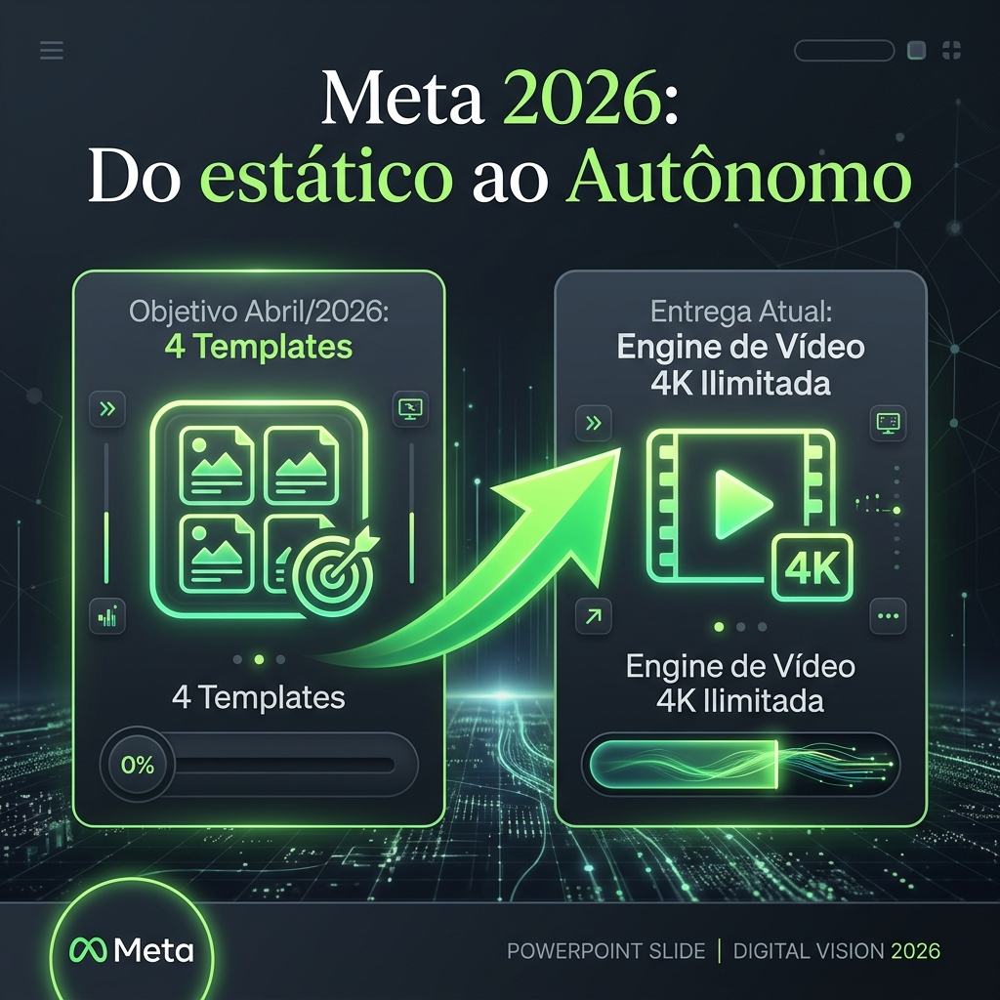 Meta 2026:
Do estático ao Autônomo
Objetivo Abril/2026:
4 Templates
4 Templates
0%
Entrega Atual:
Engine de Vídeo
4K Ilimitada
4K
Engine de Vídeo
4K Ilimitada
Meta
POWERPOINT SLIDE | DIGITAL VISION 2026